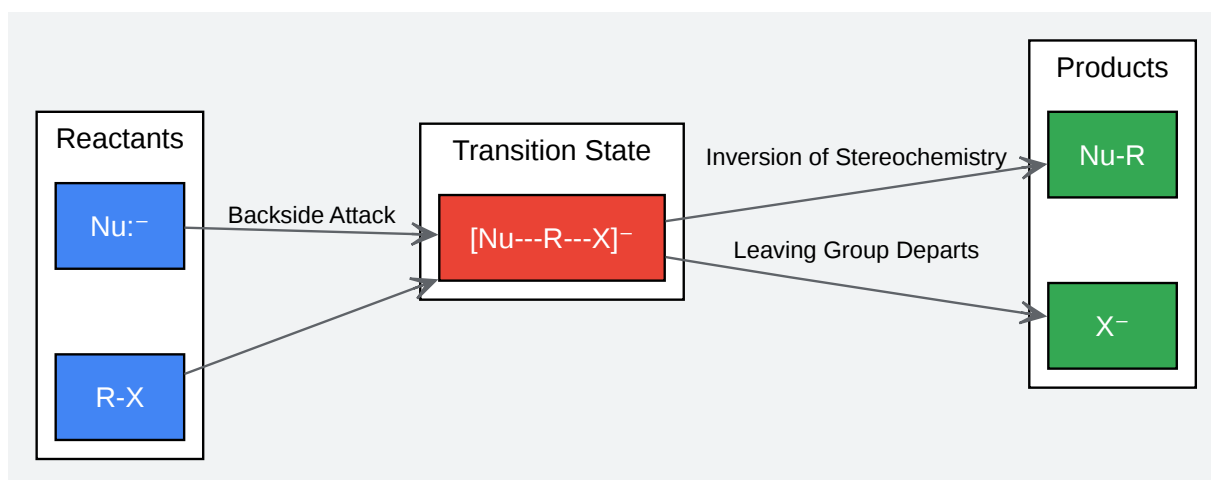 Reactants
Nu:⁻
R-X
Backside Attack
Transition State
[Nu---R---X]⁻
Inversion of Stereochemistry
Leaving Group Departs
Products
Nu-R
X⁻